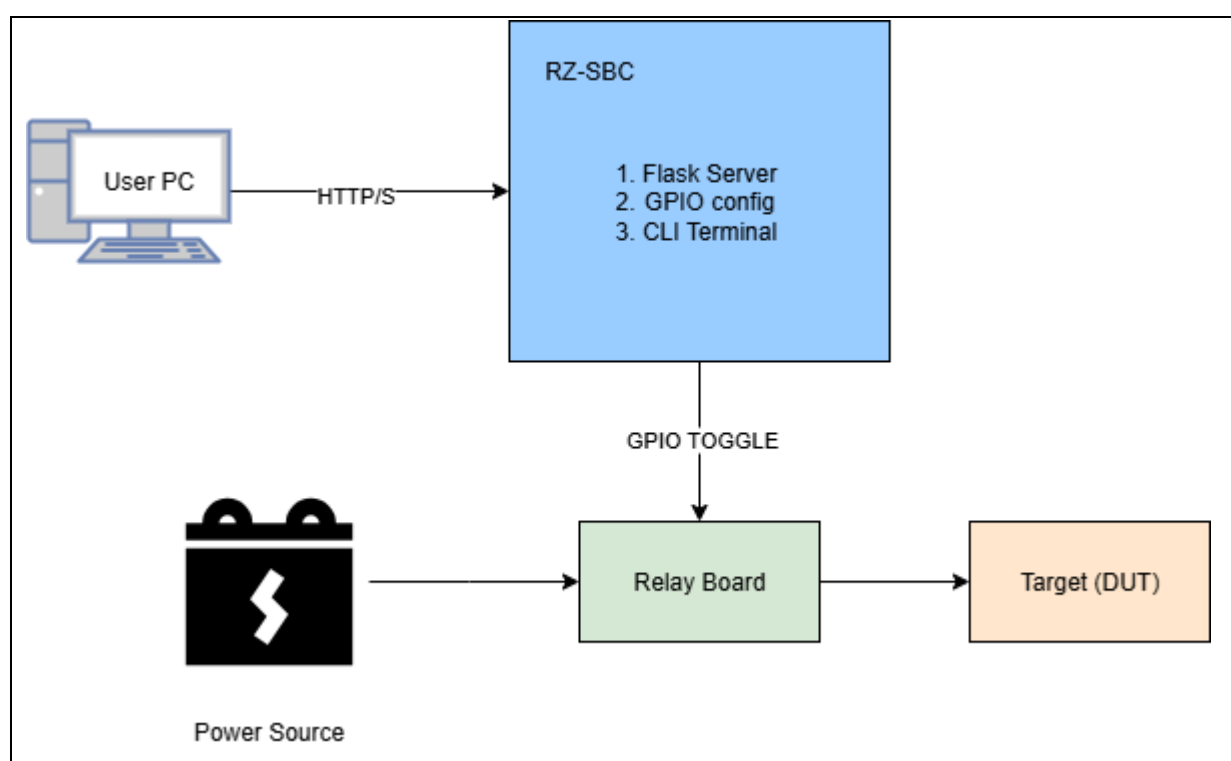 RZ-SBC
User PC
HTTP/S
1. Flask Server
2. GPIO config
3. CLI Terminal
GPIO TOGGLE
Relay Board
Target (DUT)
Power Source